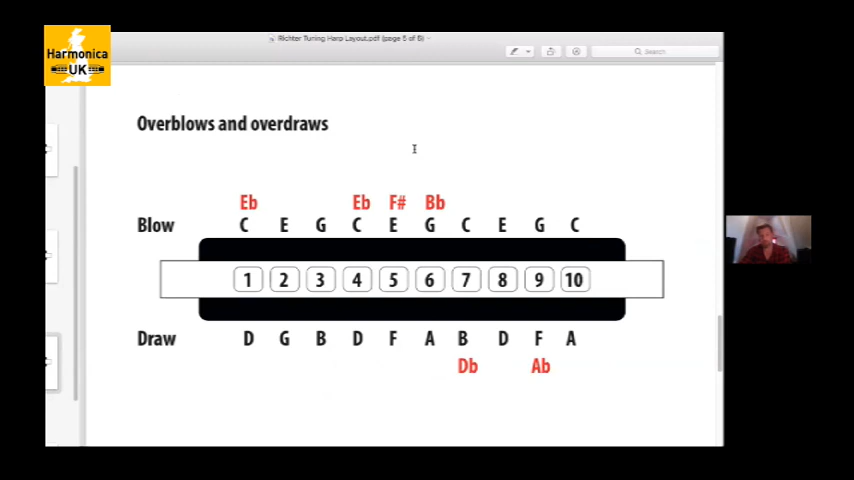 Harmonica
UK
Richter Tuning Harp Layout.pdf (page 5 of 6)
Search
Overblows and overdraws
Eb Eb F# Bb
Blow C E G C E G C E G C
1 2 3 4 5 6 7 8 9 10
Draw D G B D F A B D F A
Db Ab